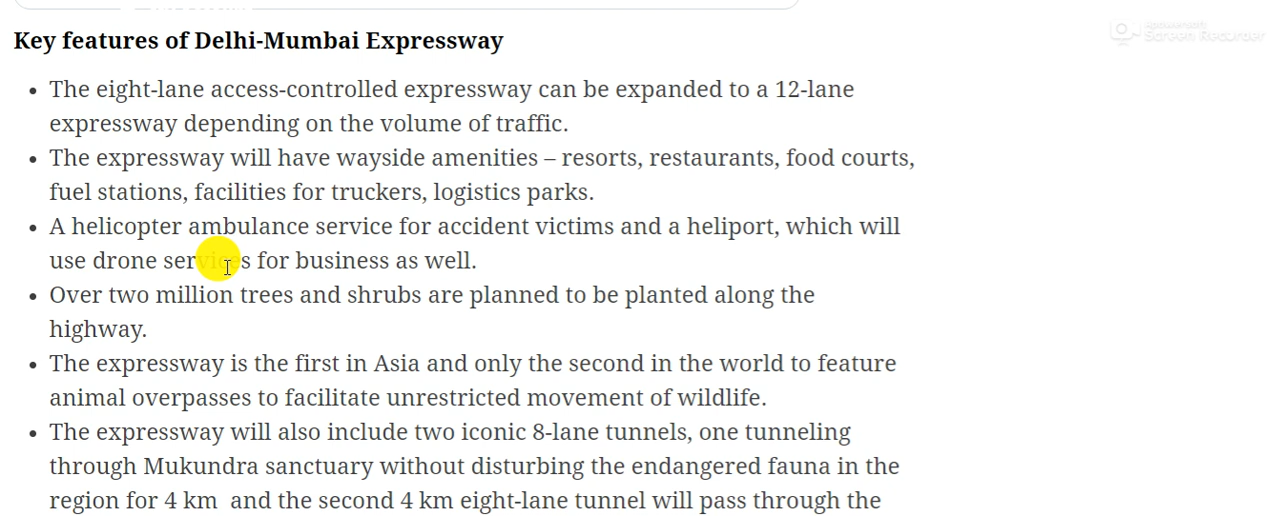 Key features of Delhi-Mumbai Expressway
• The eight-lane access-controlled expressway can be expanded to a 12-lane
expressway depending on the volume of traffic.
• The expressway will have wayside amenities – resorts, restaurants, food courts,
fuel stations, facilities for truckers, logistics parks.
• A helicopter ambulance service for accident victims and a heliport, which will
use drone services for business as well.
• Over two million trees and shrubs are planned to be planted along the
highway.
• The expressway is the first in Asia and only the second in the world to feature
animal overpasses to facilitate unrestricted movement of wildlife.
• The expressway will also include two iconic 8-lane tunnels, one tunneling
through Mukundra sanctuary without disturbing the endangered fauna in the
region for 4 km and the second 4 km eight-lane tunnel will pass through the
Screen Recorder